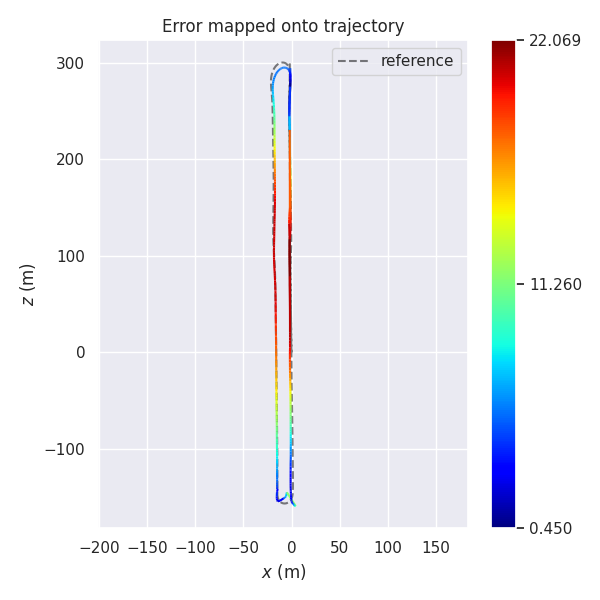 Error mapped onto trajectory
reference
22.069
11.260
0.450
300
200
100
0
−100
z (m)
−200 −150 −100 −50 0 50 100 150
x (m)